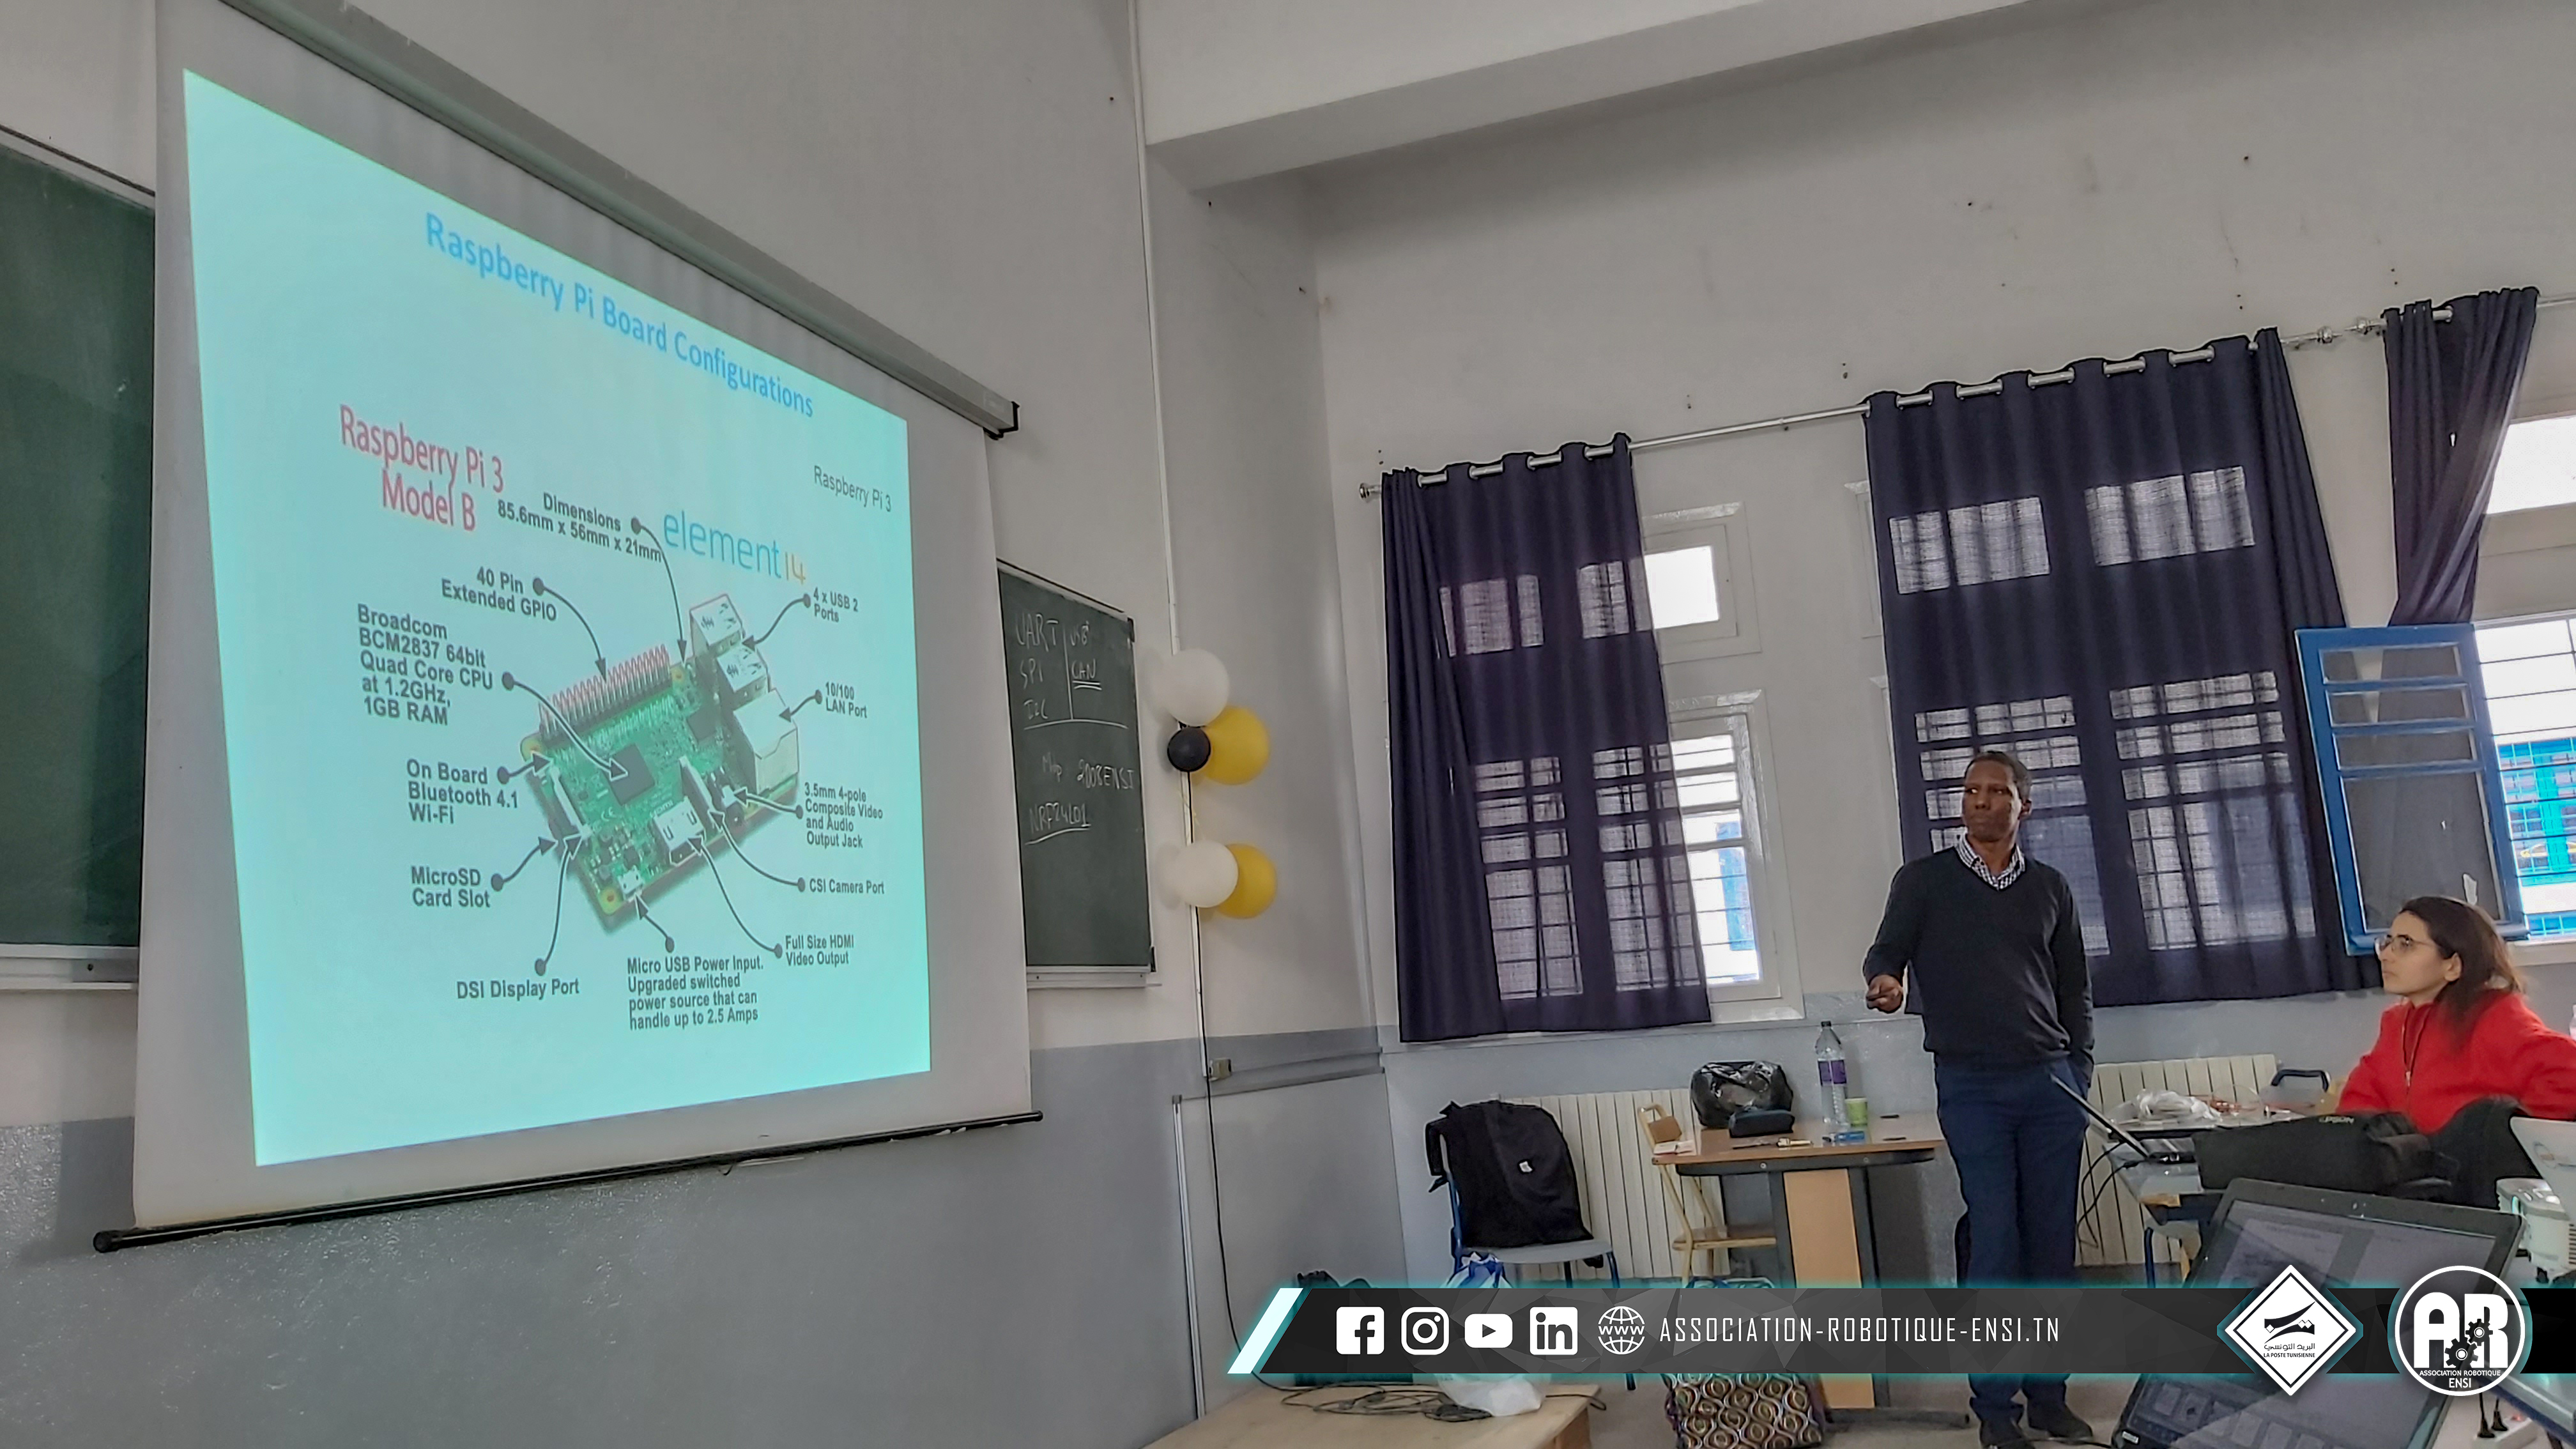 Raspberry Pi Board Configurations
Raspberry Pi 3
Raspberry Pi 3
Model B
Dimensions
85.6mm x 56mm x 21mm
element14
40 Pin
Extended GPIO
4 x USB 2
Ports
Broadcom
BCM2837 64bit
Quad Core CPU
at 1.2GHz,
1GB RAM
10/100
LAN Port
On Board
Bluetooth 4.1
Wi-Fi
3.5mm 4-pole
Composite Video
and Audio
Output Jack
MicroSD
Card Slot
CSI Camera Port
Full Size HDMI
Video Output
DSI Display Port
Micro USB Power Input.
Upgraded switched
power source that can
handle up to 2.5 Amps
UART
SPI
CAN
I2C
NRF24L01
WWW
ASSOCIATION-ROBOTIQUE-ENSI.TN
البريد التونسي
LA POSTE TUNISIENNE
AR
ASSOCIATION ROBOTIQUE
ENSI